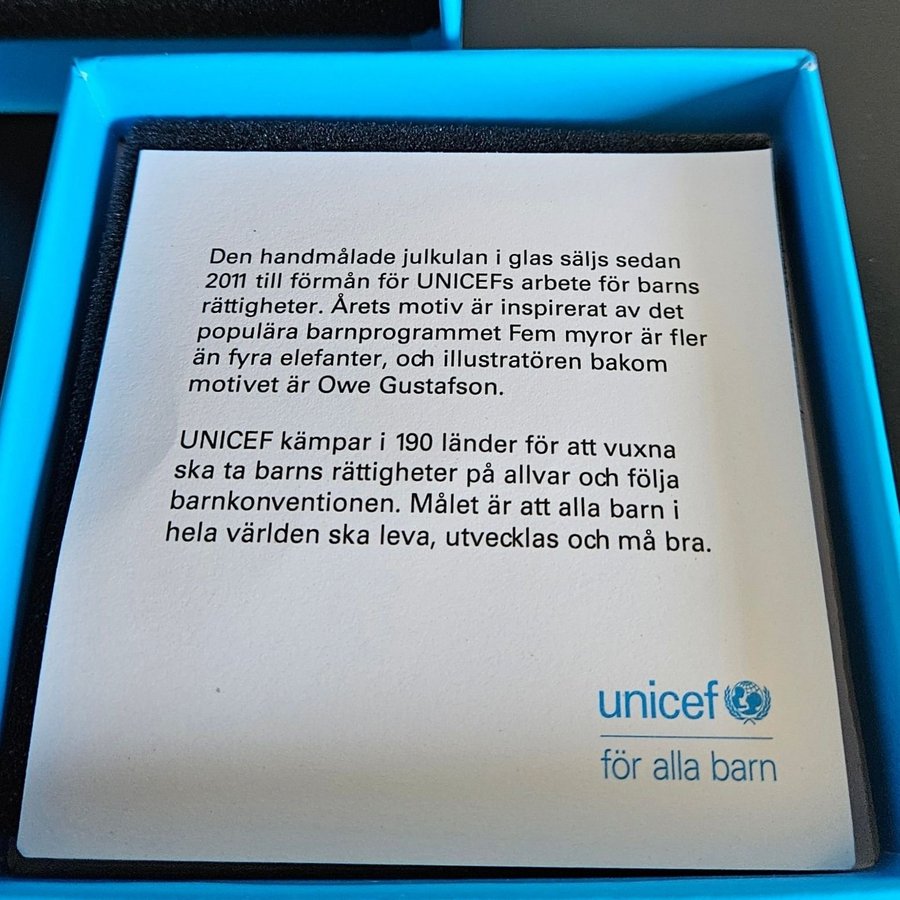 Den handmålade julkulan i glas säljs sedan
2011 till förmån för UNICEFs arbete för barns
rättigheter. Årets motiv är inspirerat av det
populära barnprogrammet Fem myror är fler
än fyra elefanter, och illustratören bakom
motivet är Owe Gustafson.
UNICEF kämpar i 190 länder för att vuxna
ska ta barns rättigheter på allvar och följa
barnkonventionen. Målet är att alla barn i
hela världen ska leva, utvecklas och må bra.
unicef
för alla barn